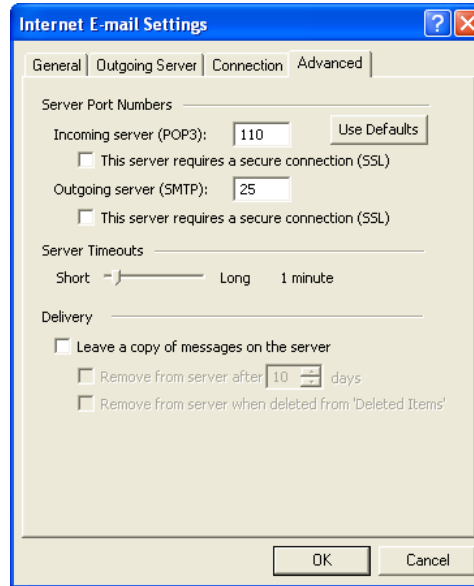 Internet E-mail Settings
General Outgoing Server Connection Advanced
Server Port Numbers
Incoming server (POP3): 110 Use Defaults
This server requires a secure connection (SSL)
Outgoing server (SMTP): 25
This server requires a secure connection (SSL)
Server Timeouts
Short Long 1 minute
Delivery
Leave a copy of messages on the server
Remove from server after 10 days
Remove from server when deleted from 'Deleted Items'
OK Cancel